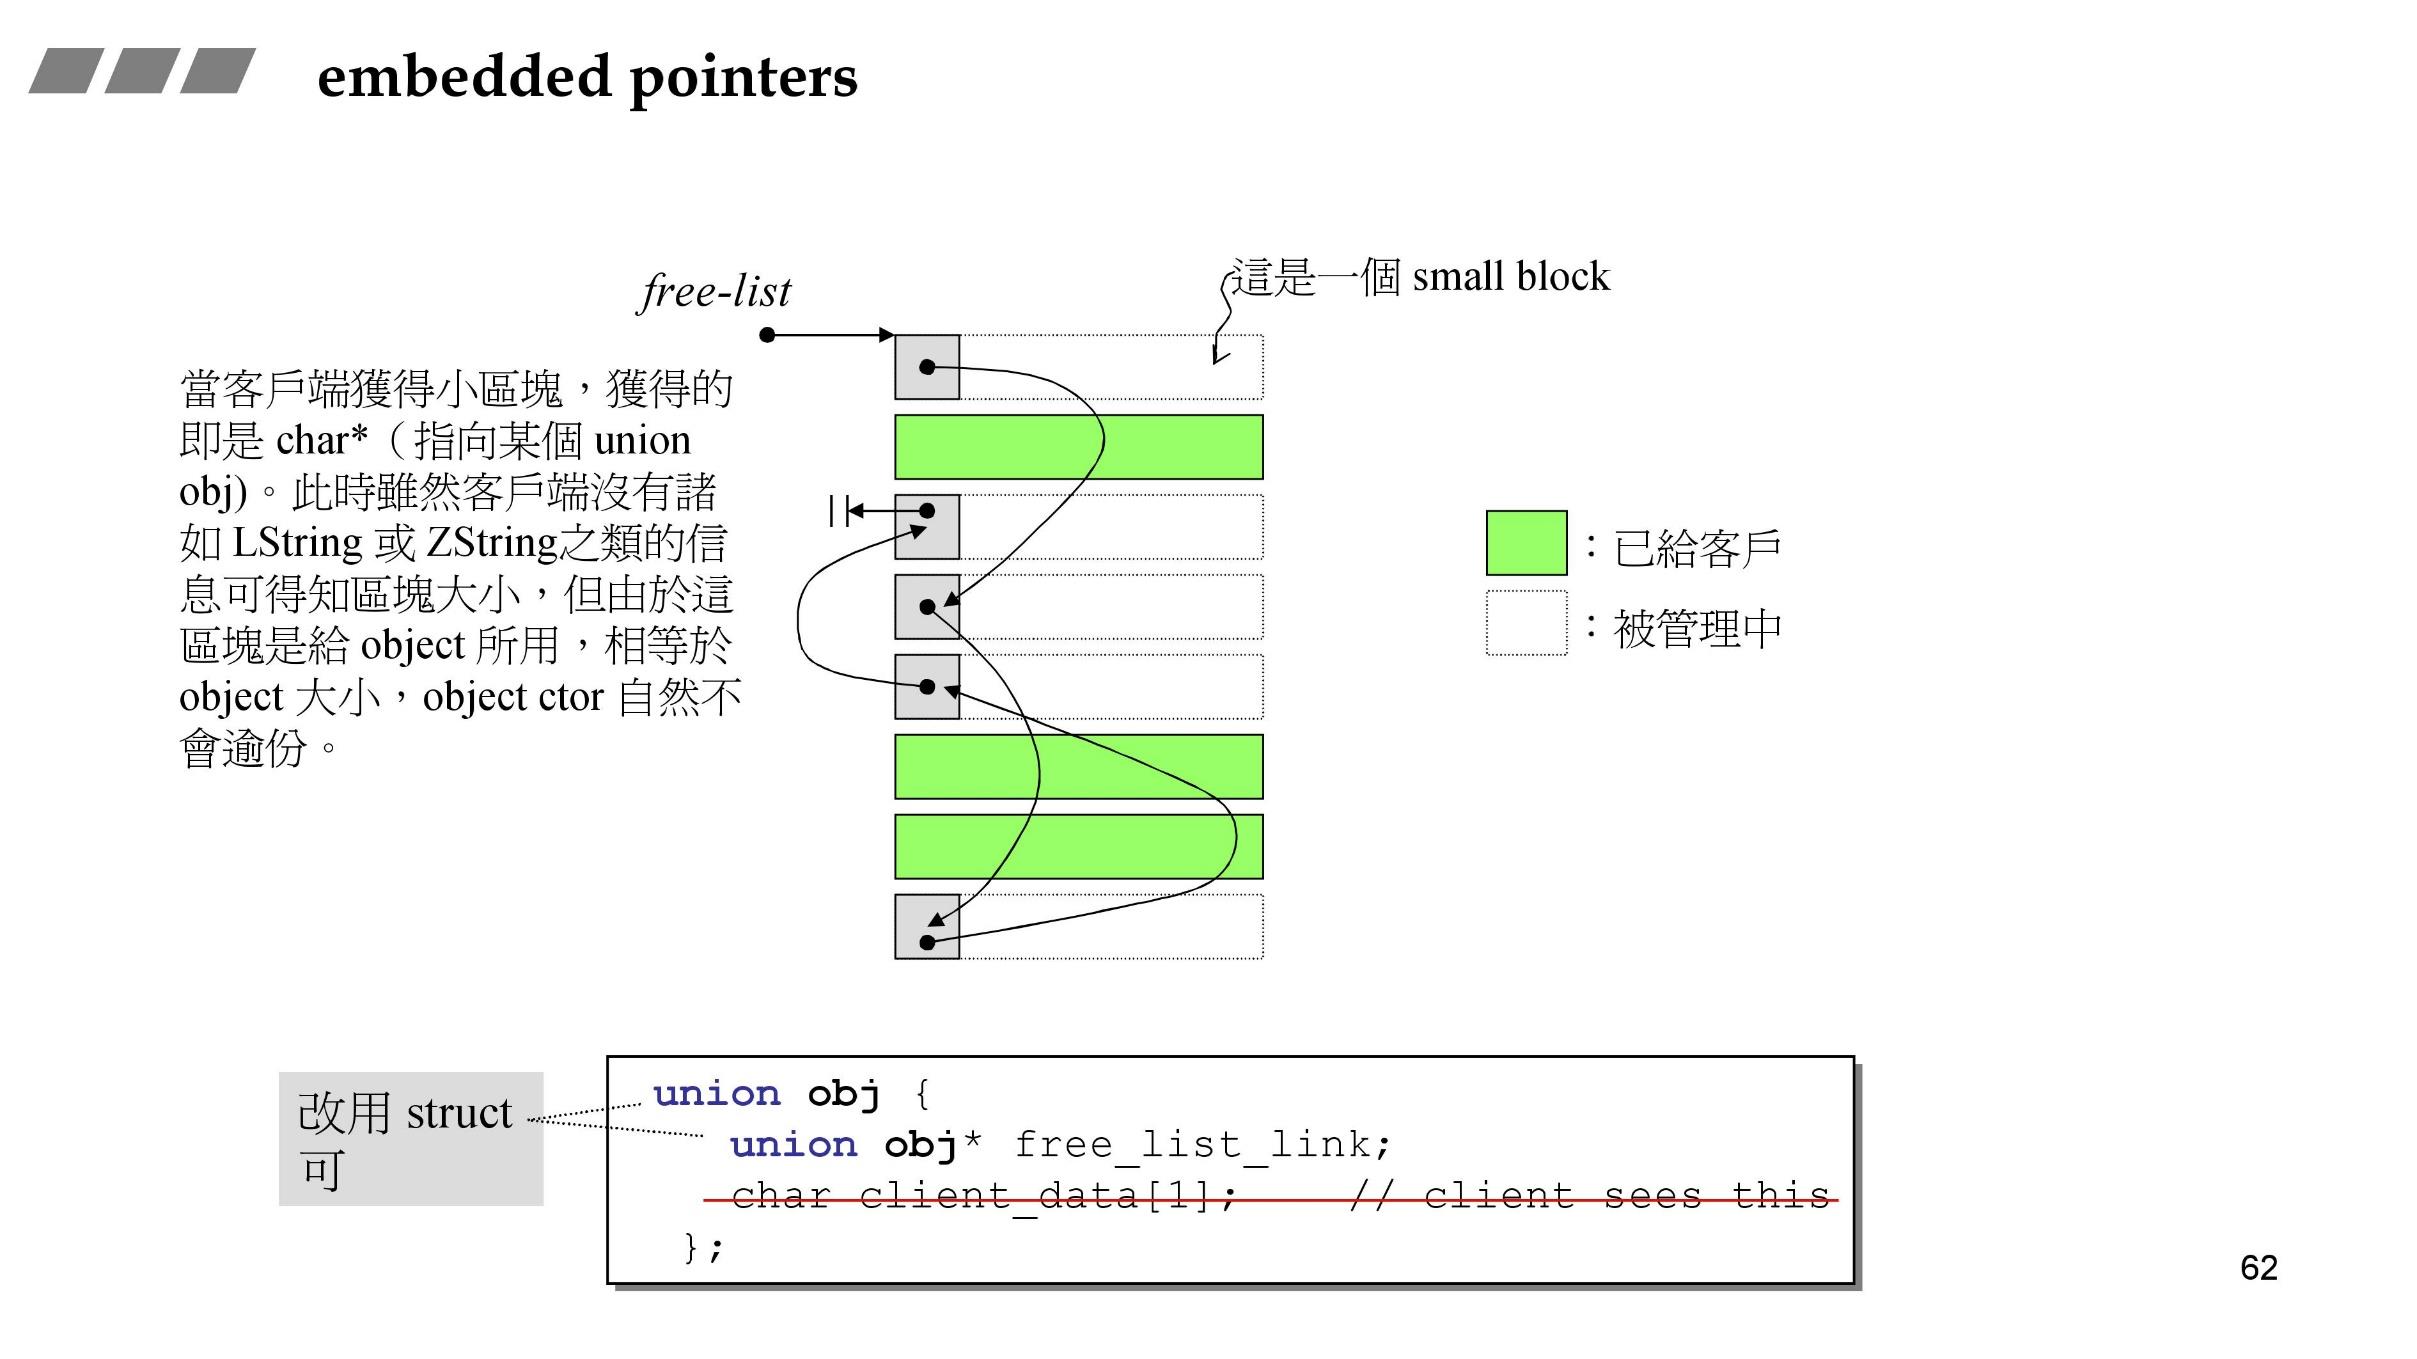 embedded pointers
free-list
這是一個 small block
當客戶端獲得小區塊，獲得的
即是 char*（指向某個 union
obj)。此時雖然客戶端沒有諸
如 LString 或 ZString之類的信
息可得知區塊大小，但由於這
區塊是給 object 所用，相等於
object 大小，object ctor 自然不
會逾份。
：已給客戶
：被管理中
改用 struct
可
union obj {
union obj* free_list_link;
char client_data[1];    // client sees this
};
62